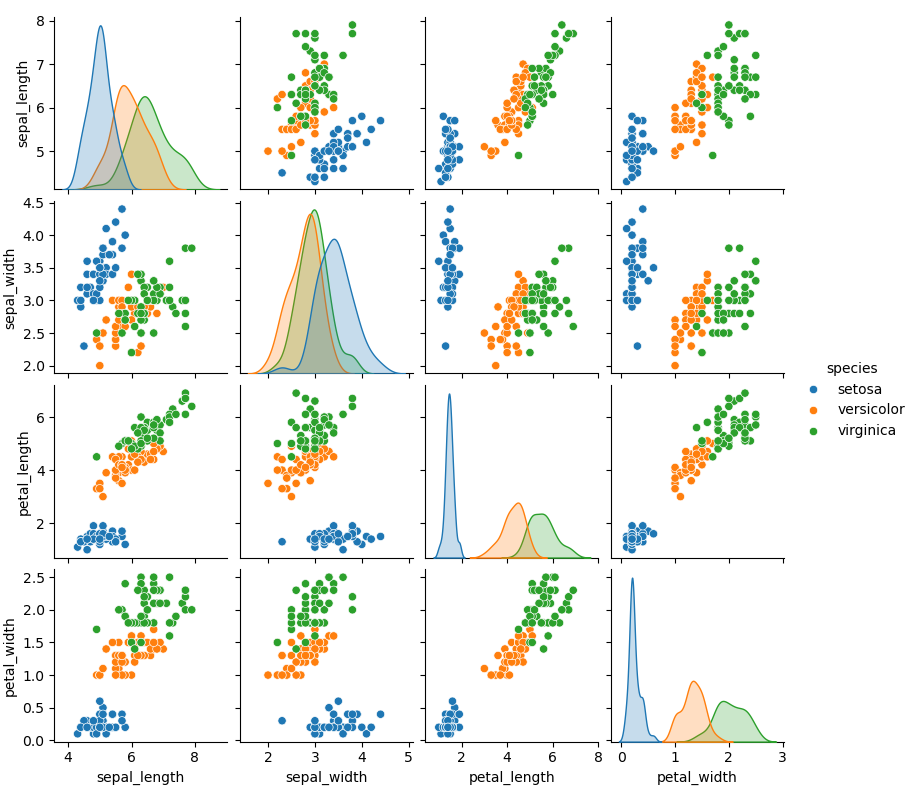 8
7
6
5
sepal_length
4.5
4.0
3.5
3.0
2.5
2.0
sepal_width
species
setosa
versicolor
virginica
6
4
2
petal_length
2.5
2.0
1.5
1.0
0.5
0.0
petal_width
4 6 8 2 3 4 5 2 4 6 8 0 1 2 3
sepal_length sepal_width petal_length petal_width